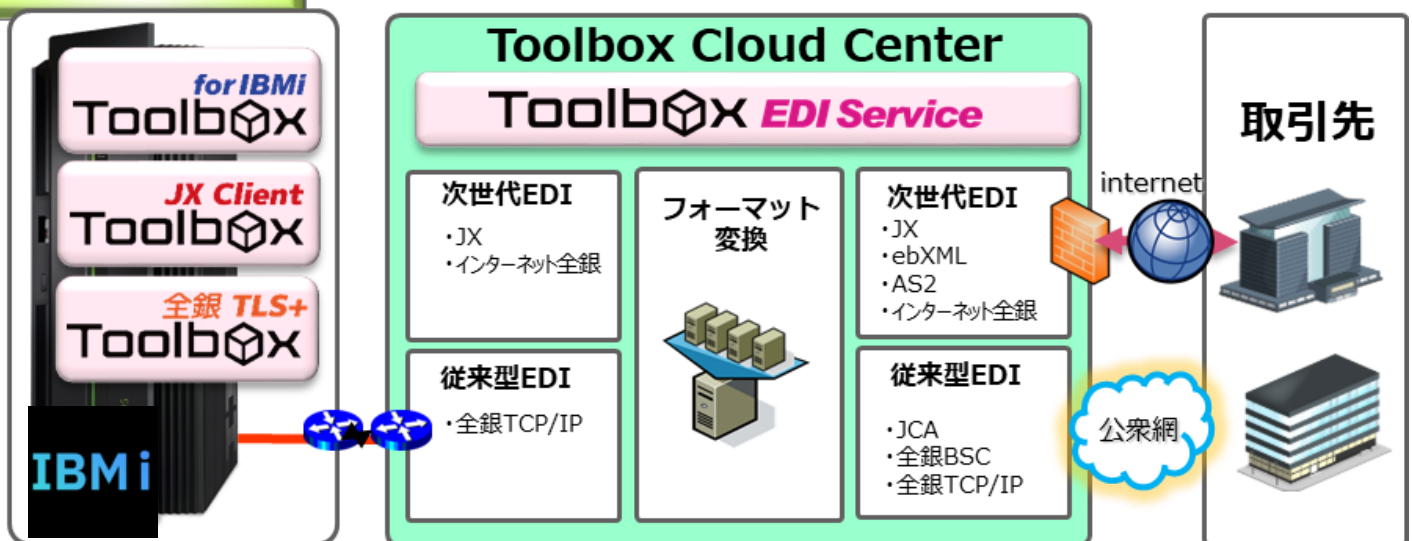 for IBMi
Toolbox
JX Client
Toolbox
全銀 TLS+
Toolbox
IBM i
Toolbox Cloud Center
Toolbox EDI Service
次世代EDI
・JX
・インターネット全銀
従来型EDI
・全銀TCP/IP
フォーマット
変換
次世代EDI
・JX
・ebXML
・AS2
・インターネット全銀
従来型EDI
・JCA
・全銀BSC
・全銀TCP/IP
internet
公衆網
取引先